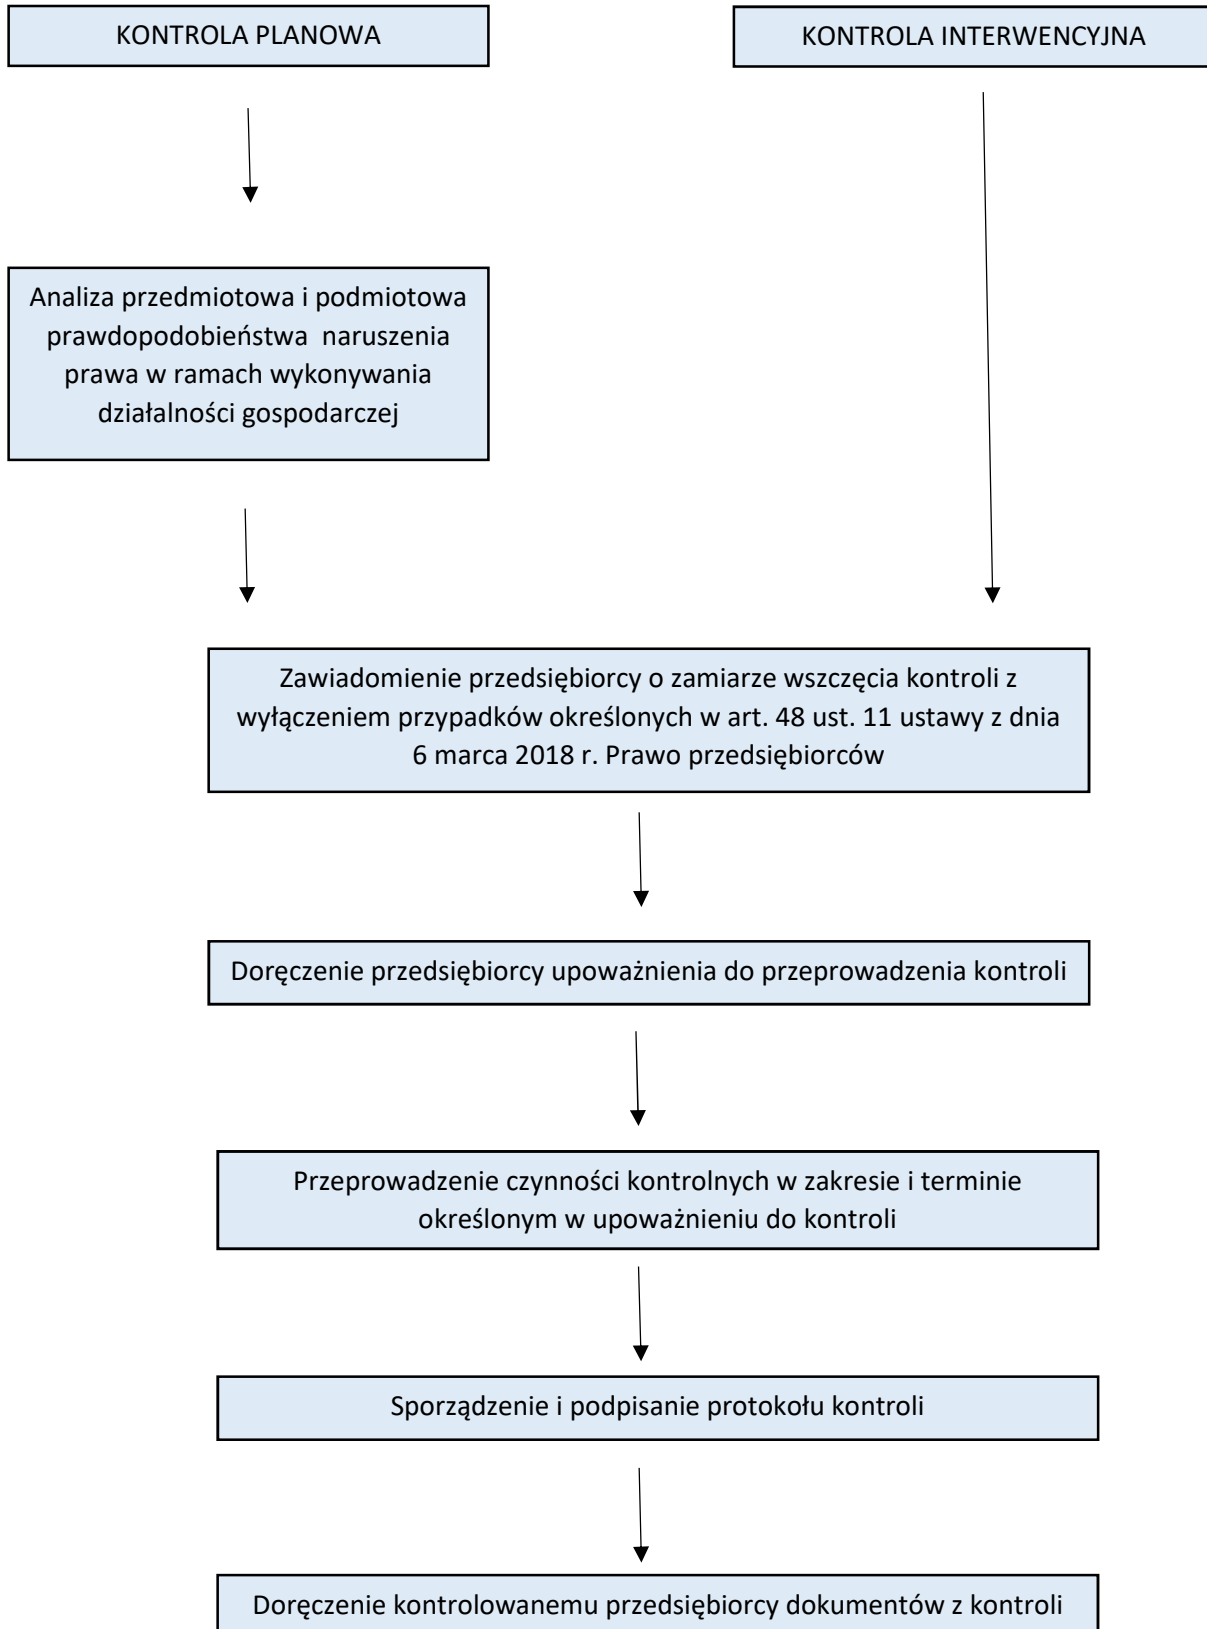 KONTROLA PLANOWA
KONTROLA INTERWENCYJNA
Analiza przedmiotowa i podmiotowa
prawdopodobieństwa  naruszenia
prawa w ramach wykonywania
działalności gospodarczej
Zawiadomienie przedsiębiorcy o zamiarze wszczęcia kontroli z
wyłączeniem przypadków określonych w art. 48 ust. 11 ustawy z dnia
6 marca 2018 r. Prawo przedsiębiorców
Doręczenie przedsiębiorcy upoważnienia do przeprowadzenia kontroli
Przeprowadzenie czynności kontrolnych w zakresie i terminie
określonym w upoważnieniu do kontroli
Sporządzenie i podpisanie protokołu kontroli
Doręczenie kontrolowanemu przedsiębiorcy dokumentów z kontroli